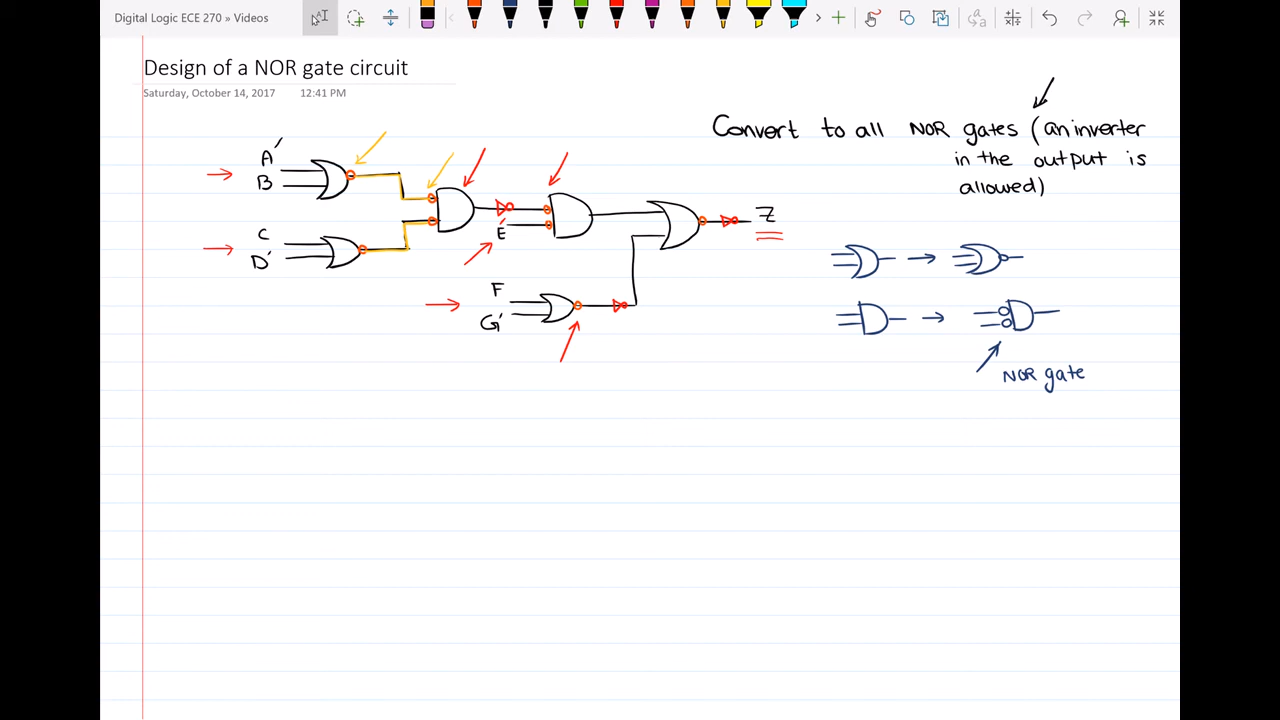 Digital Logic ECE 270 » Videos
Design of a NOR gate circuit
Saturday, October 14, 2017 12:41 PM
Convert to all NOR gates (an inverter
in the output is
allowed)
A'
B
C
D'
E'
F
G'
Z
NOR gate